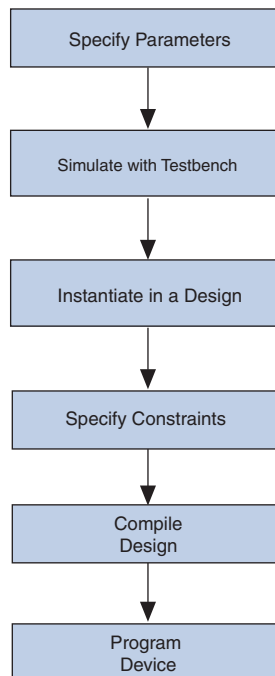 Specify Parameters
Simulate with Testbench
Instantiate in a Design
Specify Constraints
Compile
Design
Program
Device